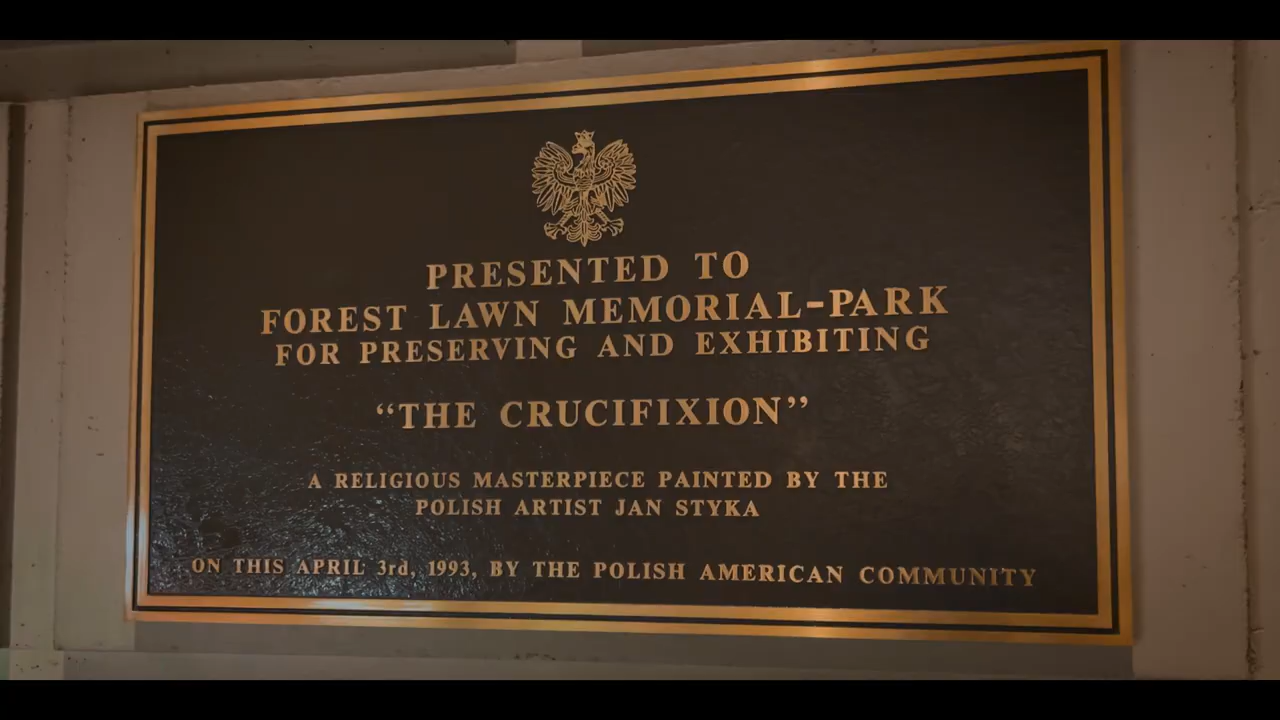 PRESENTED TO
FOREST LAWN MEMORIAL-PARK
FOR PRESERVING AND EXHIBITING
“THE CRUCIFIXION”
A RELIGIOUS MASTERPIECE PAINTED BY THE
POLISH ARTIST JAN STYKA
ON THIS APRIL 3rd, 1993, BY THE POLISH AMERICAN COMMUNITY